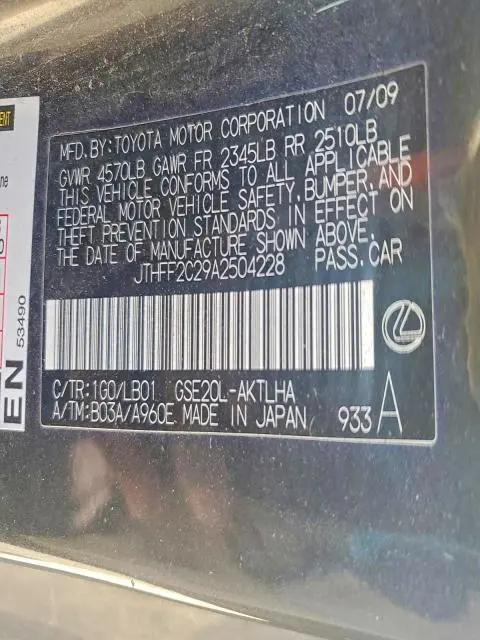 MFD. BY: TOYOTA MOTOR CORPORATION 07/09
GVWR 4570LB GAWR FR 2345LB RR 2510LB
THIS VEHICLE CONFORMS TO ALL APPLICABLE
FEDERAL MOTOR VEHICLE SAFETY, BUMPER, AND
THEFT PREVENTION STANDARDS IN EFFECT ON
THE DATE OF MANUFACTURE SHOWN ABOVE.
JTHFF2C29A2504228 PASS. CAR
C/TR: 1G0/LB01 GSE20L-AKTLHA
A/TM: B03A/A960E MADE IN JAPAN 933 A
EN
53490